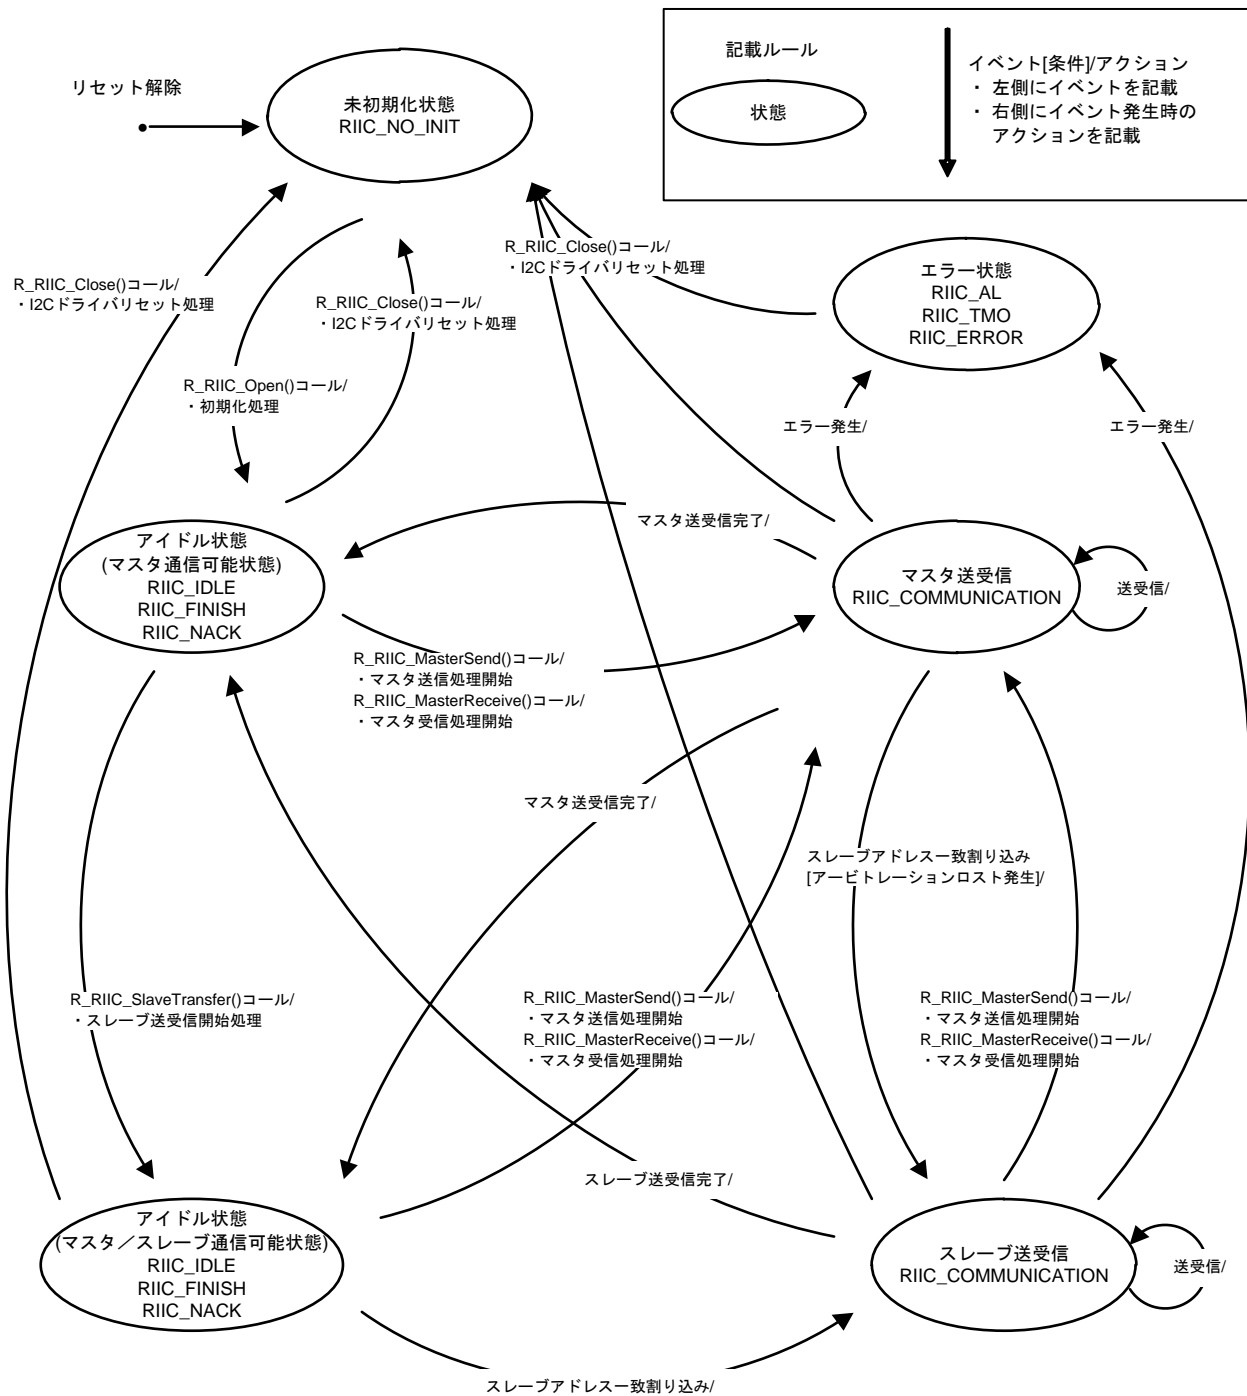 記載ルール
状態
イベント[条件]/アクション
・ 左側にイベントを記載
・ 右側にイベント発生時の
アクションを記載
リセット解除
未初期化状態
RIIC_NO_INIT
R_RIIC_Close()コール/
・I2Cドライバリセット処理
R_RIIC_Close()コール/
・I2Cドライバリセット処理
R_RIIC_Close()コール/
・I2Cドライバリセット処理
エラー状態
RIIC_AL
RIIC_TMO
RIIC_ERROR
R_RIIC_Open()コール/
・初期化処理
エラー発生/
エラー発生/
マスタ送受信完了/
アイドル状態
(マスタ通信可能状態)
RIIC_IDLE
RIIC_FINISH
RIIC_NACK
マスタ送受信
RIIC_COMMUNICATION
送受信/
R_RIIC_MasterSend()コール/
・マスタ送信処理開始
R_RIIC_MasterReceive()コール/
・マスタ受信処理開始
マスタ送受信完了/
スレーブアドレス一致割り込み
[アービトレーションロスト発生]/
R_RIIC_SlaveTransfer()コール/
・スレーブ送受信開始処理
R_RIIC_MasterSend()コール/
・マスタ送信処理開始
R_RIIC_MasterReceive()コール/
・マスタ受信処理開始
R_RIIC_MasterSend()コール/
・マスタ送信処理開始
R_RIIC_MasterReceive()コール/
・マスタ受信処理開始
スレーブ送受信完了/
アイドル状態
(マスタ／スレーブ通信可能状態)
RIIC_IDLE
RIIC_FINISH
RIIC_NACK
スレーブ送受信
RIIC_COMMUNICATION
送受信/
スレーブアドレス一致割り込み/